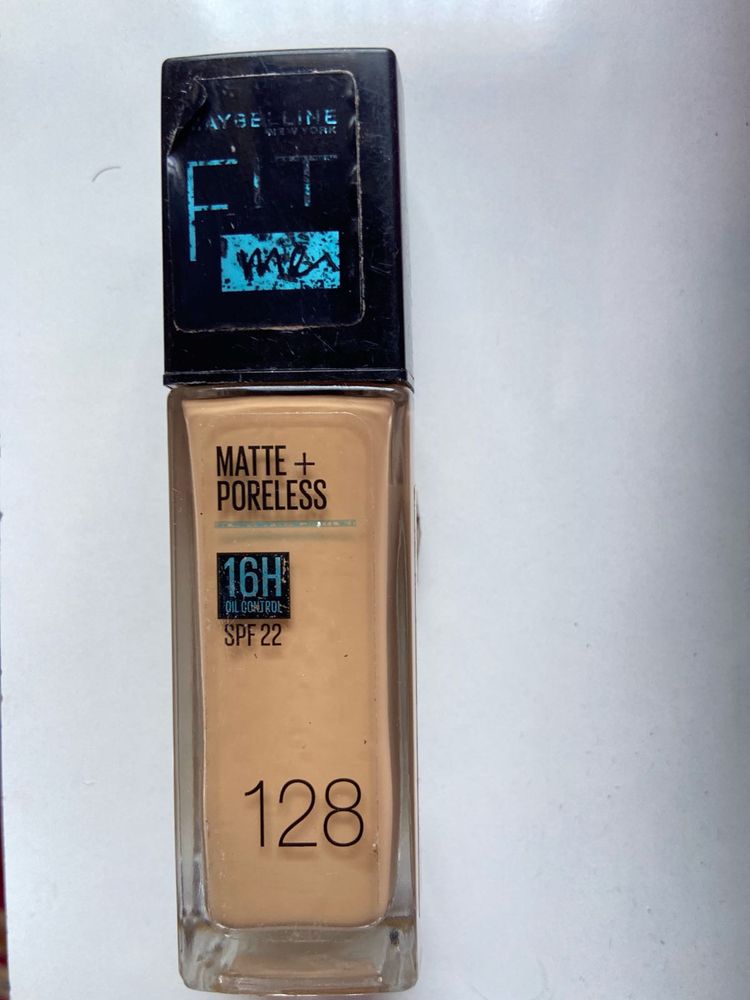 MAYBELLINE
NEW YORK
FIT
me
MATTE +
PORELESS
16H
OIL CONTROL
SPF 22
128